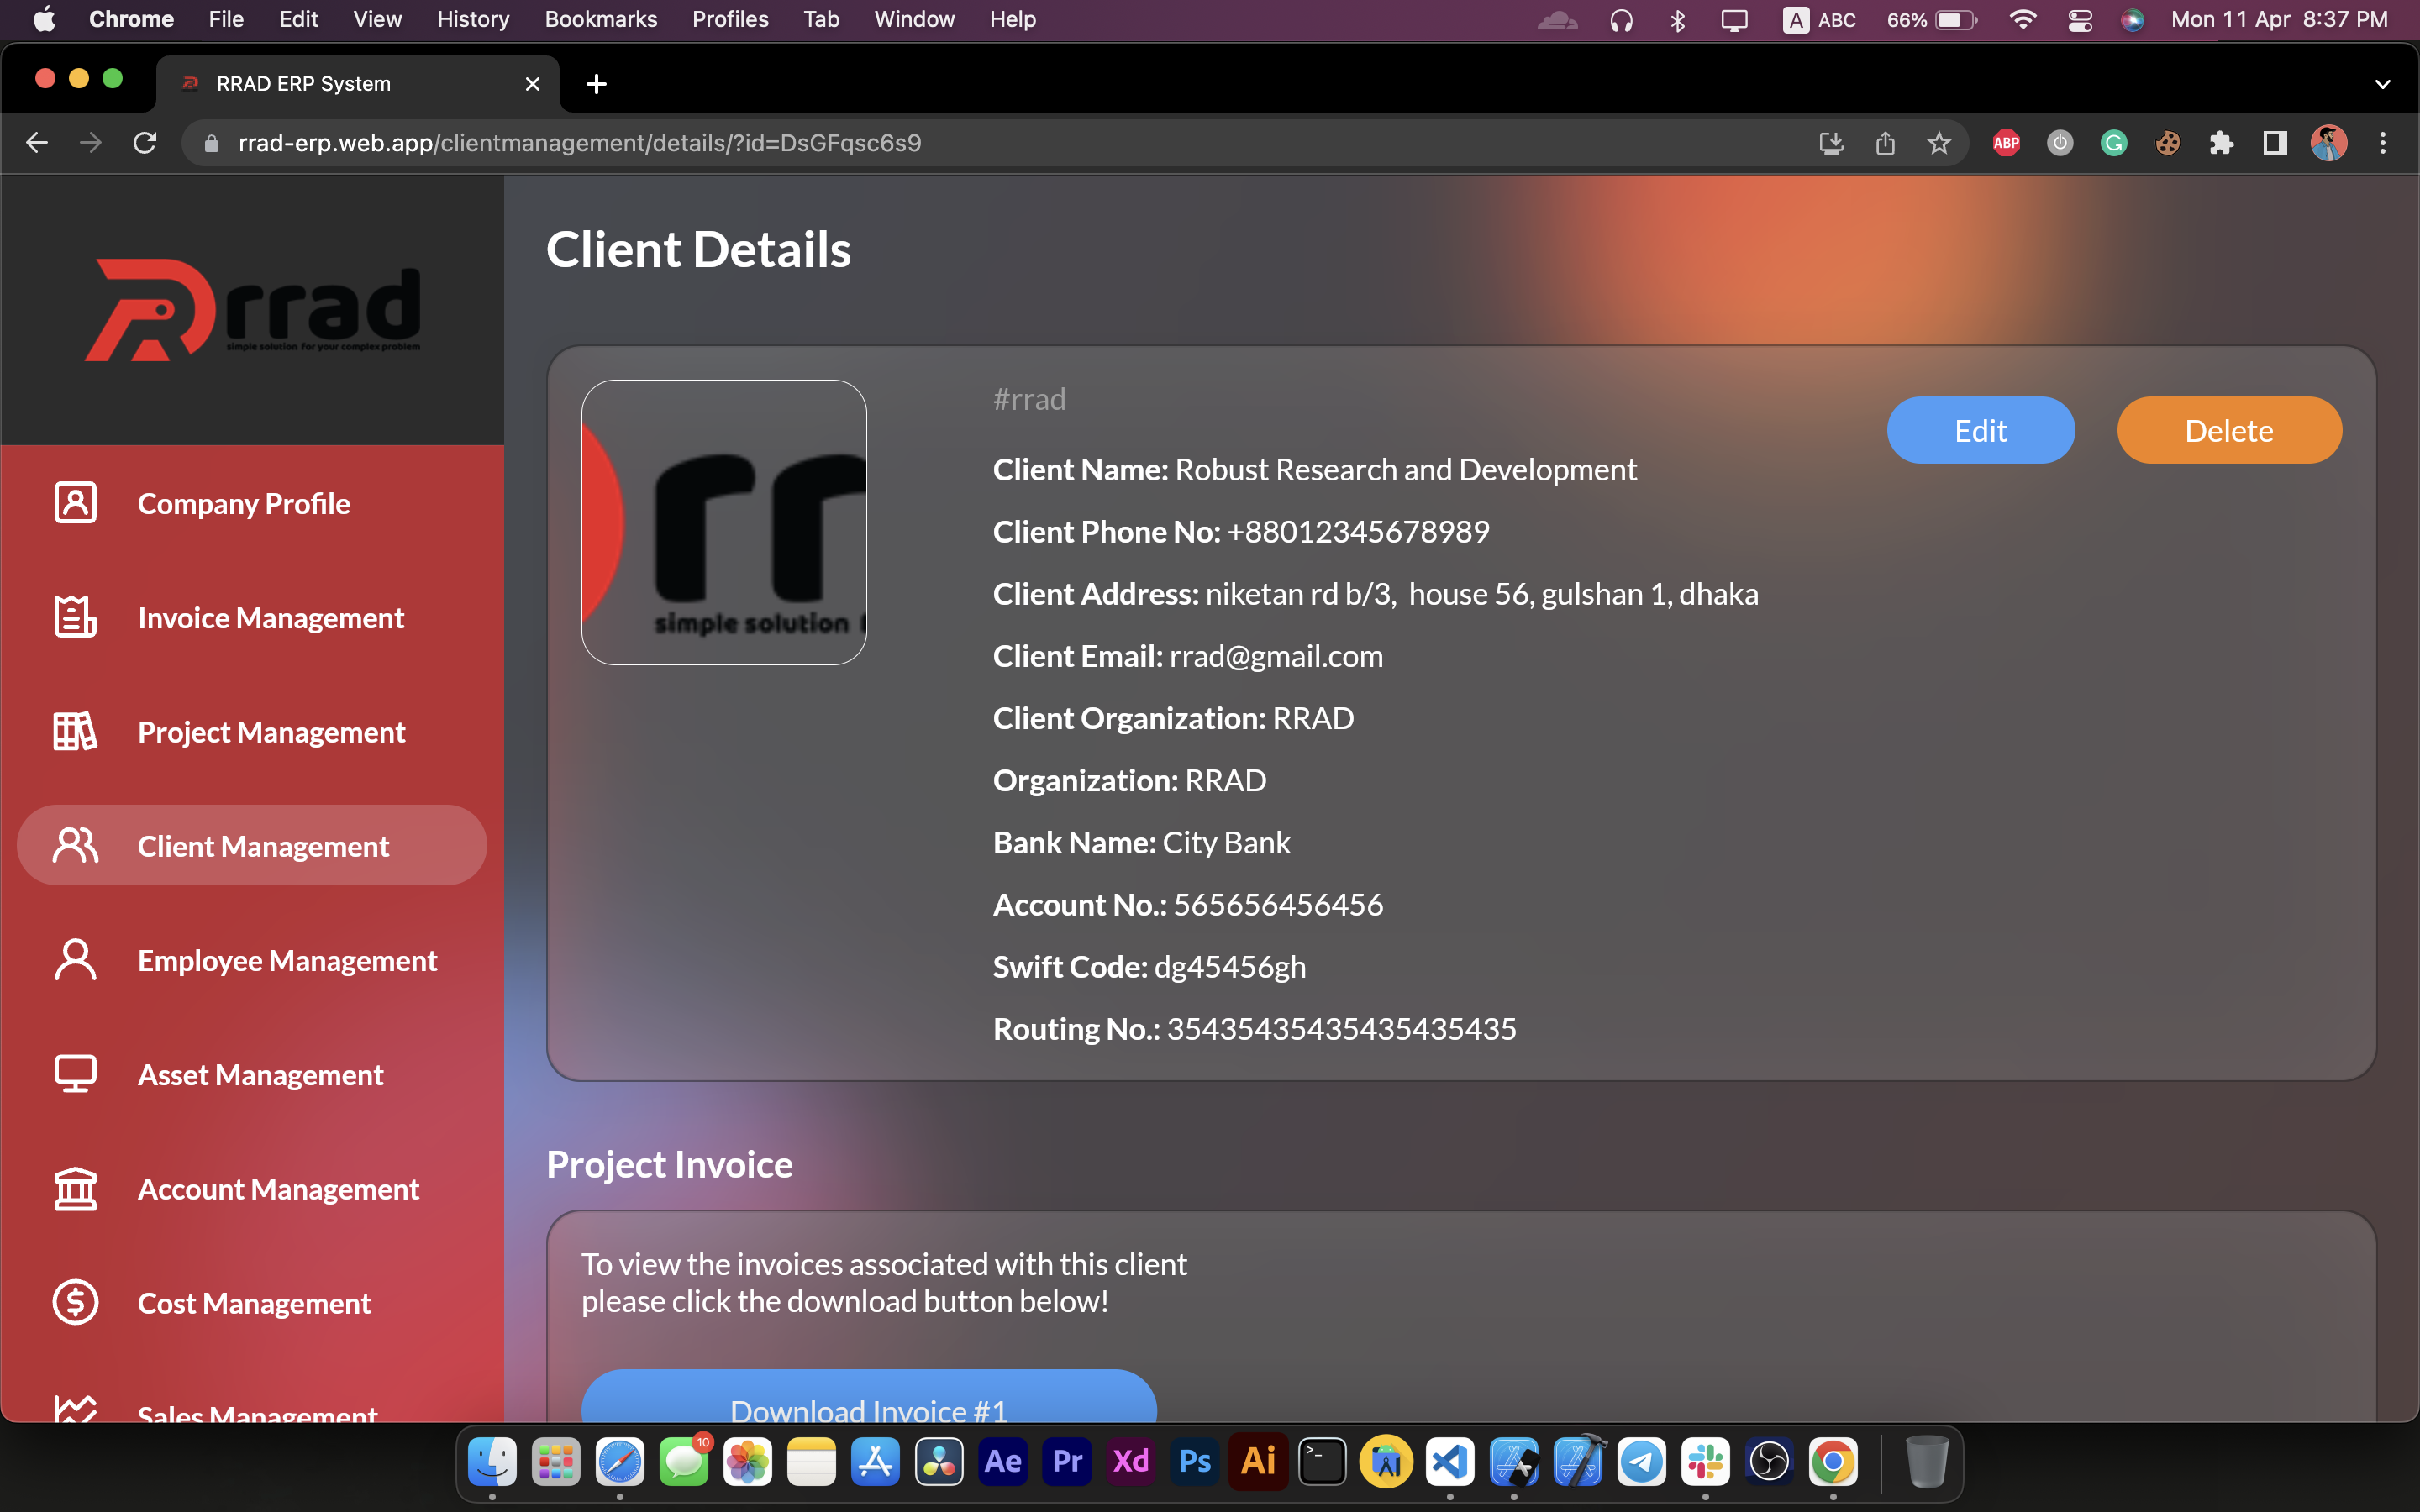 Chrome File Edit View History Bookmarks Profiles Tab Window Help A ABC 66% Mon 11 Apr 8:37 PM
RRAD ERP System
rrad-erp.web.app/clientmanagement/details/?id=DsGFqsc6s9 ABP
rrad
simple solution for your complex problem
Company Profile
Invoice Management
Project Management
Client Management
Employee Management
Asset Management
Account Management
Cost Management
Sales Management
Client Details
rr
simple solution
#rrad
Edit Delete
Client Name: Robust Research and Development
Client Phone No: +88012345678989
Client Address: niketan rd b/3, house 56, gulshan 1, dhaka
Client Email: rrad@gmail.com
Client Organization: RRAD
Organization: RRAD
Bank Name: City Bank
Account No.: 565656456456
Swift Code: dg45456gh
Routing No.: 35435435435435435435
Project Invoice
To view the invoices associated with this client
please click the download button below!
Download Invoice #1
10 Ae Pr Xd Ps Ai